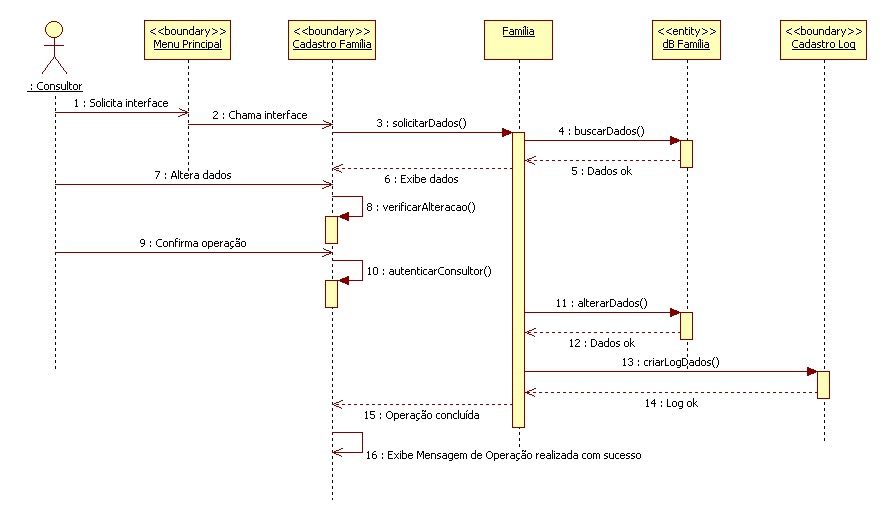 <<boundary>>
Menu Principal
<<boundary>>
Cadastro Família
Família
<<entity>>
dB Família
<<boundary>>
Cadastro Log
: Consultor
1 : Solicita interface
2 : Chama interface
3 : solicitarDados()
4 : buscarDados()
5 : Dados ok
6 : Exibe dados
7 : Altera dados
8 : verificarAlteracao()
9 : Confirma operação
10 : autenticarConsultor()
11 : alterarDados()
12 : Dados ok
13 : criarLogDados()
14 : Log ok
15 : Operação concluída
16 : Exibe Mensagem de Operação realizada com sucesso